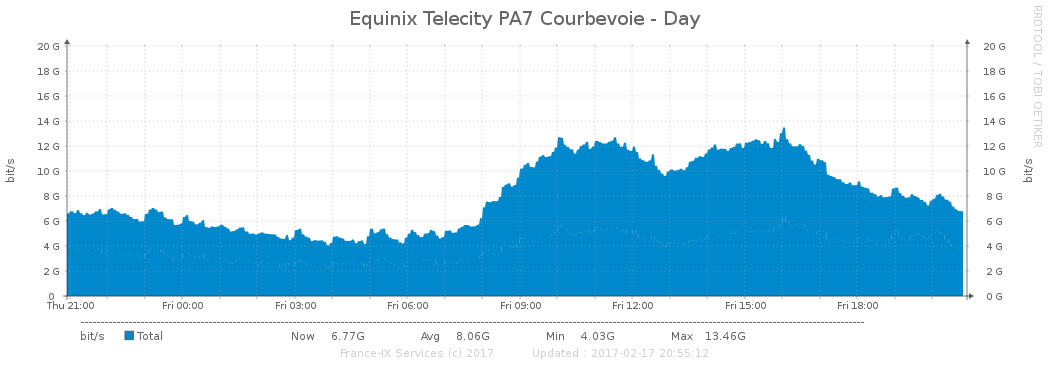 Equinix Telecity PA7 Courbevoie - Day
RRDTOOL / TOBI OETIKER
bit/s
20 G 20 G
18 G 18 G
16 G 16 G
14 G 14 G
12 G 12 G
10 G 10 G
8 G 8 G
6 G 6 G
4 G 4 G
2 G 2 G
0 0 G
bit/s
Thu 21:00 Fri 00:00 Fri 03:00 Fri 06:00 Fri 09:00 Fri 12:00 Fri 15:00 Fri 18:00
bit/s Total Now 6.77G Avg 8.06G Min 4.03G Max 13.46G
France-IX Services (c) 2017 Updated : 2017-02-17 20:55:12